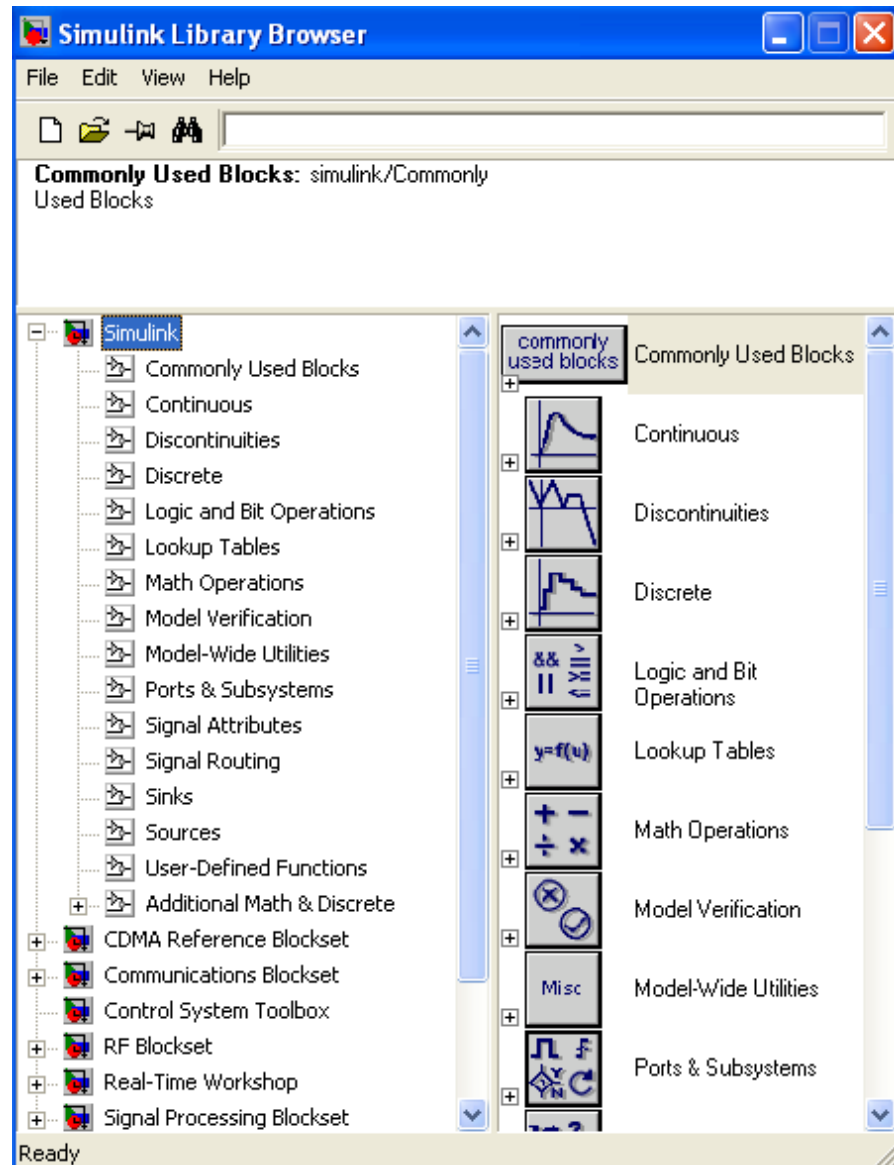 Simulink Library Browser
File Edit View Help
Commonly Used Blocks: simulink/Commonly
Used Blocks
Simulink
Commonly Used Blocks
Continuous
Discontinuities
Discrete
Logic and Bit Operations
Lookup Tables
Math Operations
Model Verification
Model-Wide Utilities
Ports & Subsystems
Signal Attributes
Signal Routing
Sinks
Sources
User-Defined Functions
Additional Math & Discrete
CDMA Reference Blockset
Communications Blockset
Control System Toolbox
RF Blockset
Real-Time Workshop
Signal Processing Blockset
commonly
used blocks
Commonly Used Blocks
Continuous
Discontinuities
Discrete
&& >=
|| <=
Logic and Bit
Operations
y=f(u)
Lookup Tables
+ −
÷ ×
Math Operations
Model Verification
Misc
Model-Wide Utilities
Y
N
Ports & Subsystems
Ready